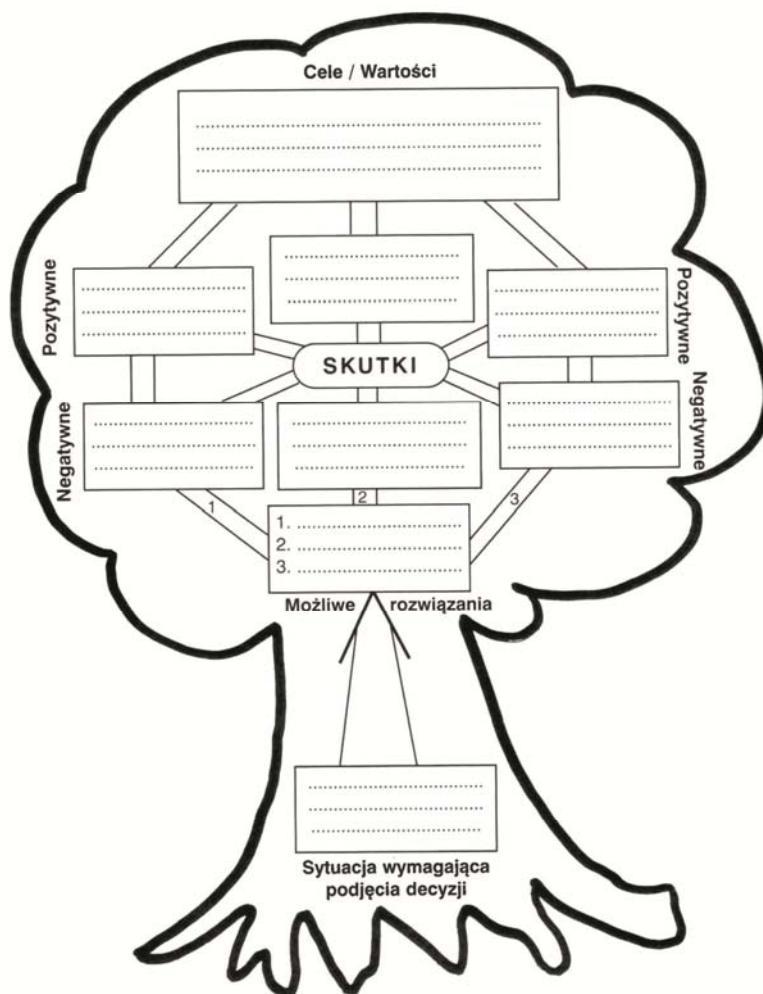 Cele / Wartości
Pozytywne
Pozytywne
SKUTKI
Negatywne
Negatywne
1
2
3
1.
2.
3.
Możliwe rozwiązania
Sytuacja wymagająca
podjęcia decyzji